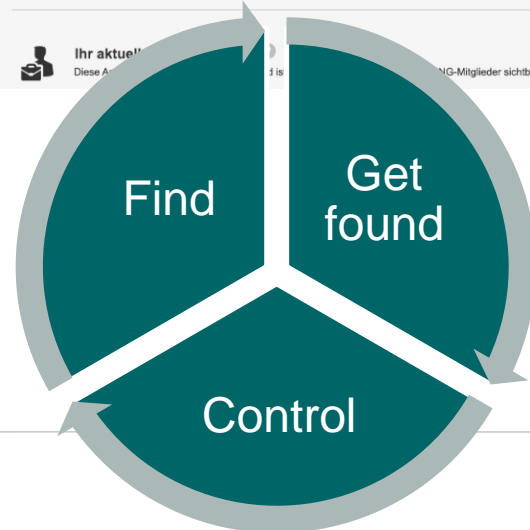 Ihr aktuell
Diese A
d is
NG-Mitglieder sichtb
Find
Get
found
Control